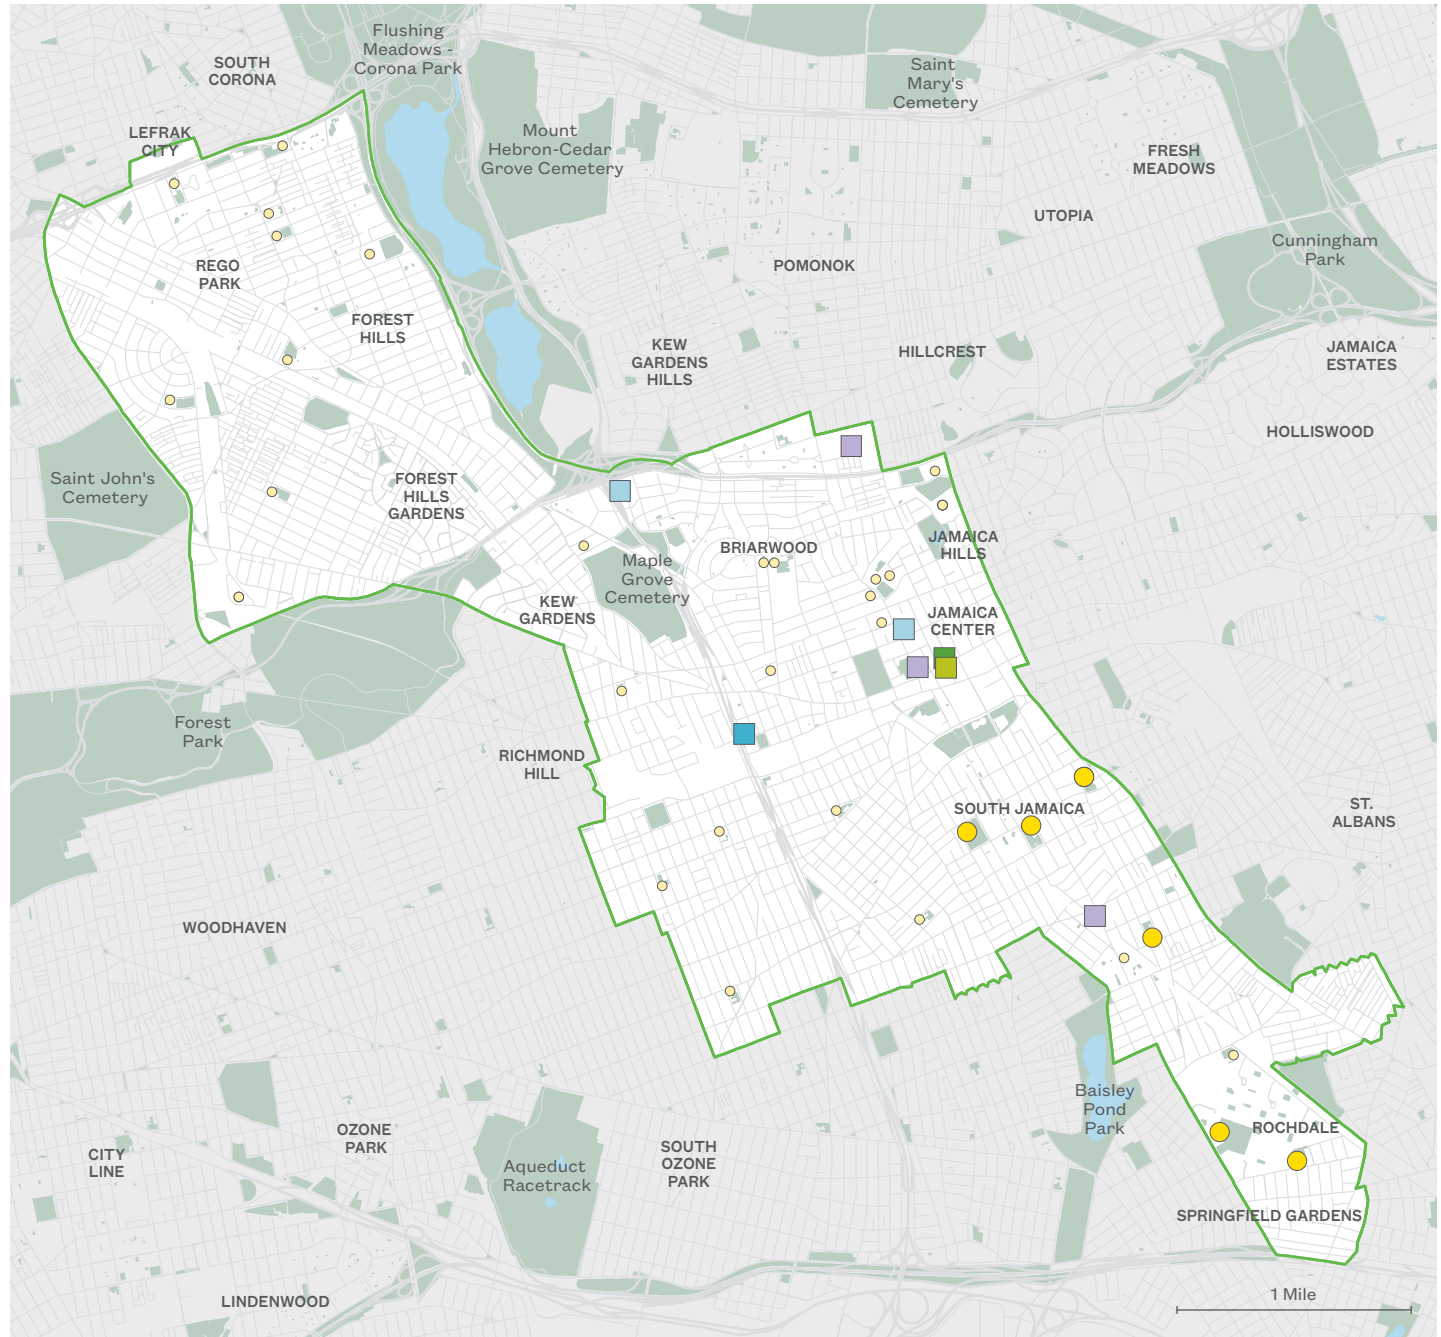 Flushing
Meadows -
Corona Park
SOUTH
CORONA
Saint
Mary's
Cemetery
LEFRAK
CITY
Mount
Hebron-Cedar
Grove Cemetery
FRESH
MEADOWS
UTOPIA
Cunningham
Park
REGO
PARK
POMONOK
FOREST
HILLS
KEW
GARDENS
HILLS
HILLCREST
JAMAICA
ESTATES
HOLLISWOOD
Saint John's
Cemetery
FOREST
HILLS
GARDENS
BRIARWOOD
JAMAICA
HILLS
Maple
Grove
Cemetery
KEW
GARDENS
JAMAICA
CENTER
Forest
Park
RICHMOND
HILL
SOUTH JAMAICA
ST.
ALBANS
WOODHAVEN
Baisley
Pond
Park
ROCHDALE
OZONE
PARK
CITY
LINE
SOUTH
OZONE
PARK
Aqueduct
Racetrack
SPRINGFIELD GARDENS
LINDENWOOD
1 Mile